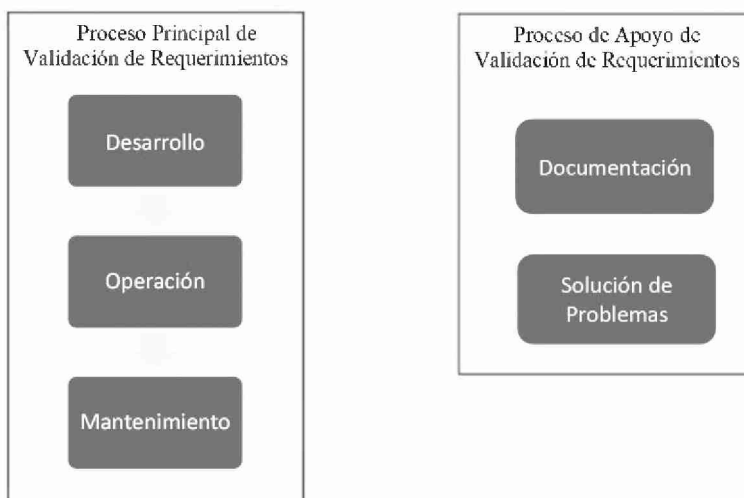 Proceso Principal de
Validación de Requerimientos
Desarrollo
Operación
Mantenimiento
Proceso de Apoyo de
Validación de Requerimientos
Documentación
Solución de
Problemas